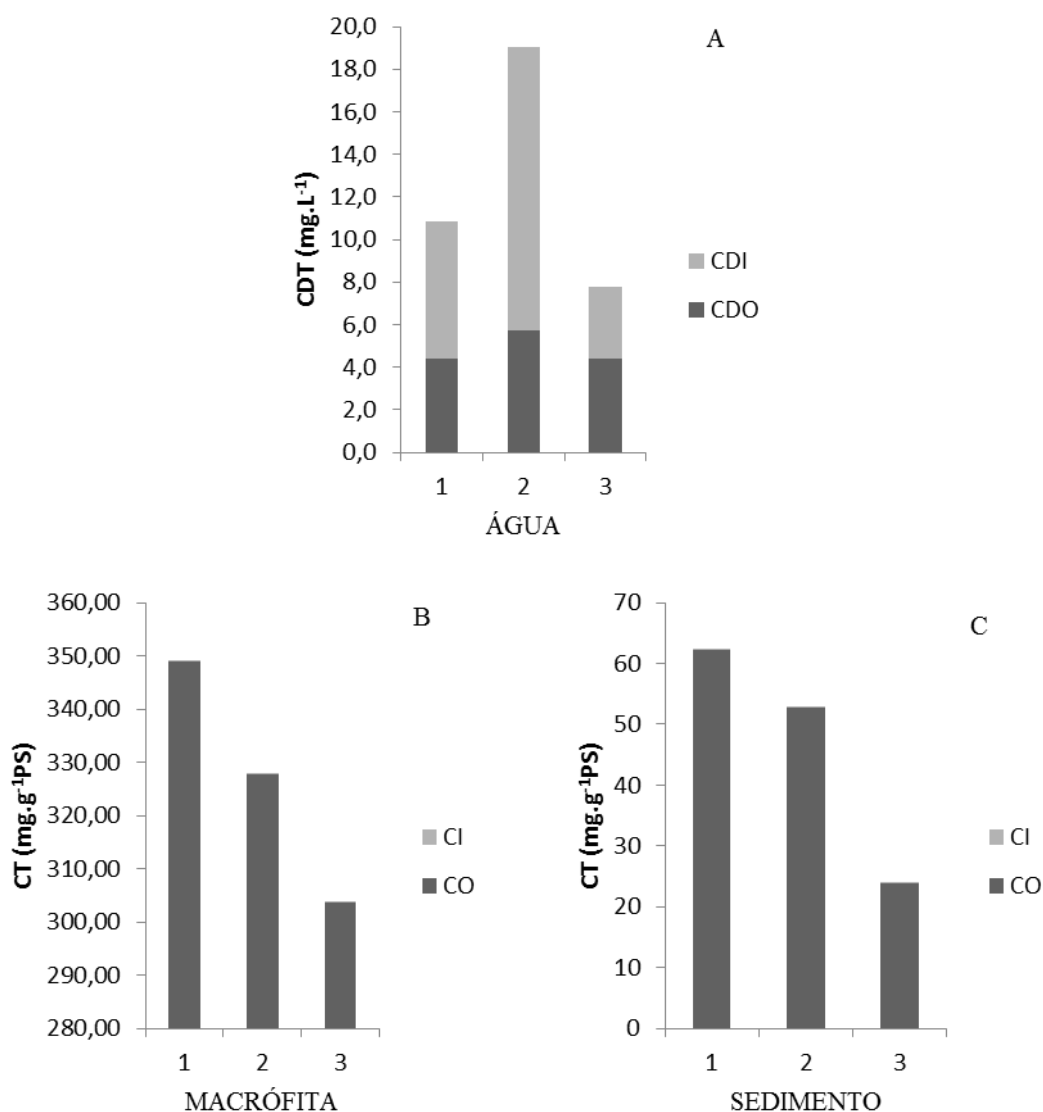 A
CDT (mg.L⁻¹)
20,0
18,0
16,0
14,0
12,0
10,0
8,0
6,0
4,0
2,0
0,0
CDI
CDO
1 2 3
ÁGUA
B
CT (mg.g⁻¹PS)
360,00
350,00
340,00
330,00
320,00
310,00
300,00
290,00
280,00
CI
CO
1 2 3
MACRÓFITA
C
CT (mg.g⁻¹PS)
70
60
50
40
30
20
10
0
CI
CO
1 2 3
SEDIMENTO